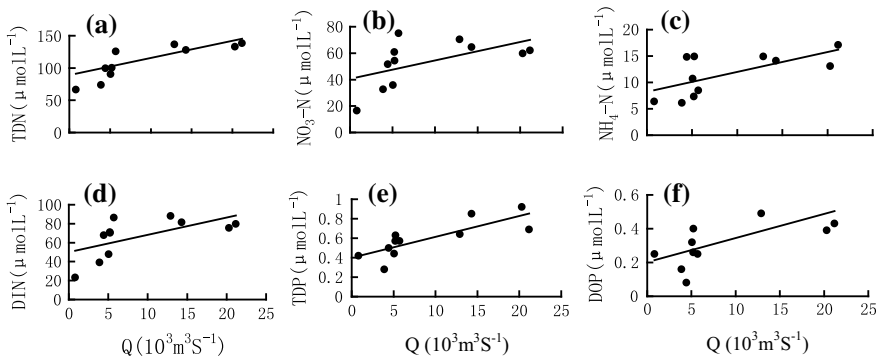 (a)
TDN(μmolL⁻¹)
150
100
50
0
(b)
NO₃-N(μmolL⁻¹)
80
60
40
20
0
(c)
NH₄-N(μmolL⁻¹)
20
15
10
5
0
(d)
DIN(μmolL⁻¹)
100
80
60
40
20
0
0 5 10 15 20 25
Q(10³m³S⁻¹)
(e)
TDP(μmolL⁻¹)
1
0.8
0.6
0.4
0.2
0
0 5 10 15 20 25
Q (10³m³S⁻¹)
(f)
DOP(μmolL⁻¹)
0.6
0.4
0.2
0
0 5 10 15 20 25
Q (10³m³S⁻¹)